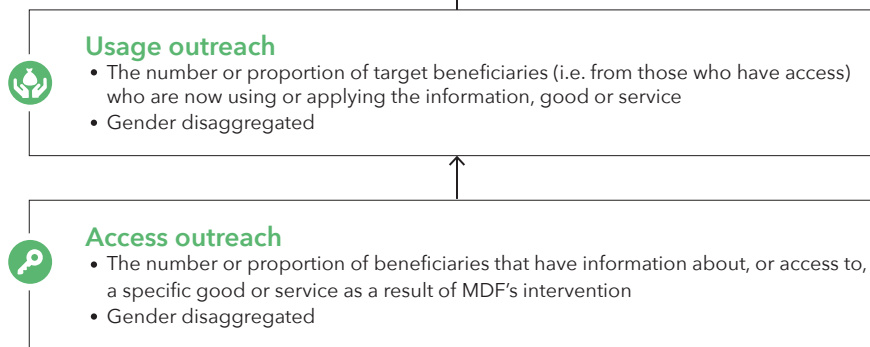 Usage outreach
• The number or proportion of target beneficiaries (i.e. from those who have access)
who are now using or applying the information, good or service
• Gender disaggregated
Access outreach
• The number or proportion of beneficiaries that have information about, or access to,
a specific good or service as a result of MDF’s intervention
• Gender disaggregated